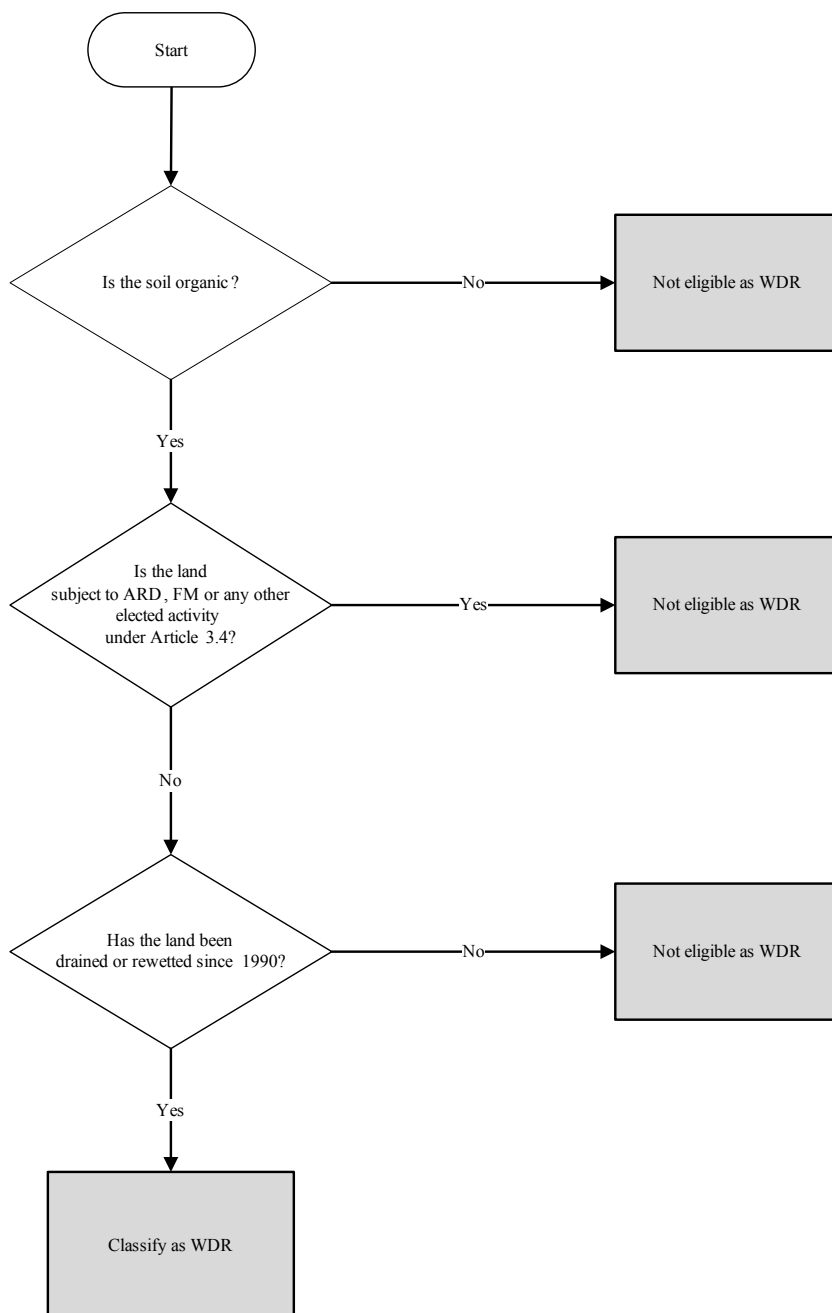 Start
Is the soil organic ?
No
Not eligible as WDR
Yes
Is the land
subject to ARD , FM or any other
elected activity
under Article 3.4?
Yes
Not eligible as WDR
No
Has the land been
drained or rewetted since 1990?
No
Not eligible as WDR
Yes
Classify as WDR